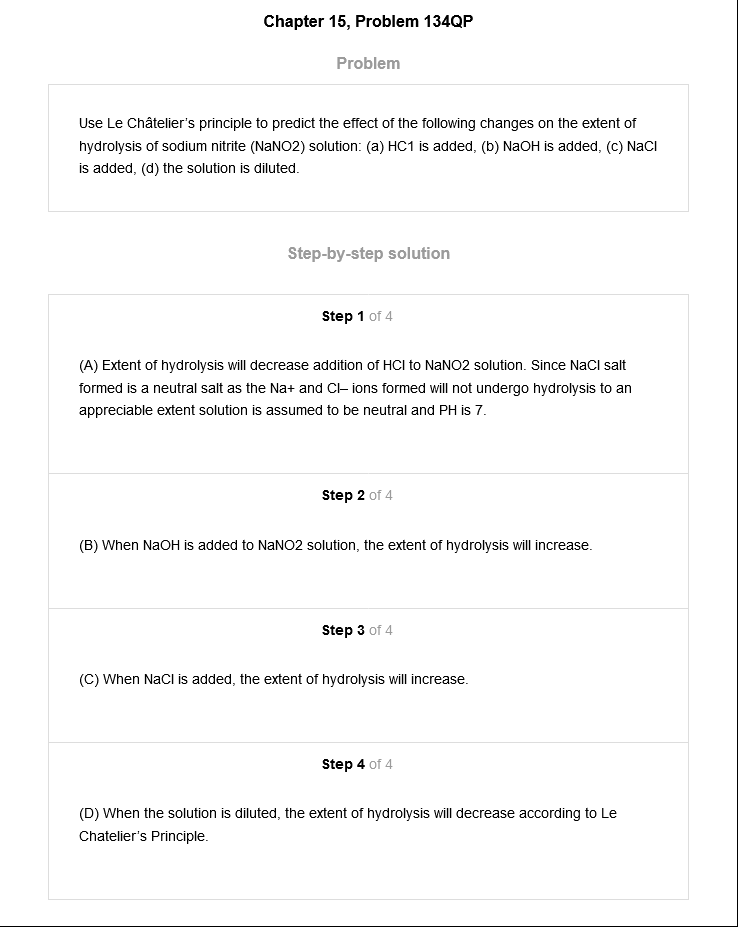 Chapter 15, Problem 134QP
Problem
Use Le Châtelier's principle to predict the effect of the following changes on the extent of
hydrolysis of sodium nitrite (NaNO2) solution: (a) HC1 is added, (b) NaOH is added, (c) NaCl
is added, (d) the solution is diluted.
Step-by-step solution
Step 1 of 4
(A) Extent of hydrolysis will decrease addition of HCl to NaNO2 solution. Since NaCl salt
formed is a neutral salt as the Na+ and Cl– ions formed will not undergo hydrolysis to an
appreciable extent solution is assumed to be neutral and PH is 7.
Step 2 of 4
(B) When NaOH is added to NaNO2 solution, the extent of hydrolysis will increase.
Step 3 of 4
(C) When NaCl is added, the extent of hydrolysis will increase.
Step 4 of 4
(D) When the solution is diluted, the extent of hydrolysis will decrease according to Le
Chatelier's Principle.